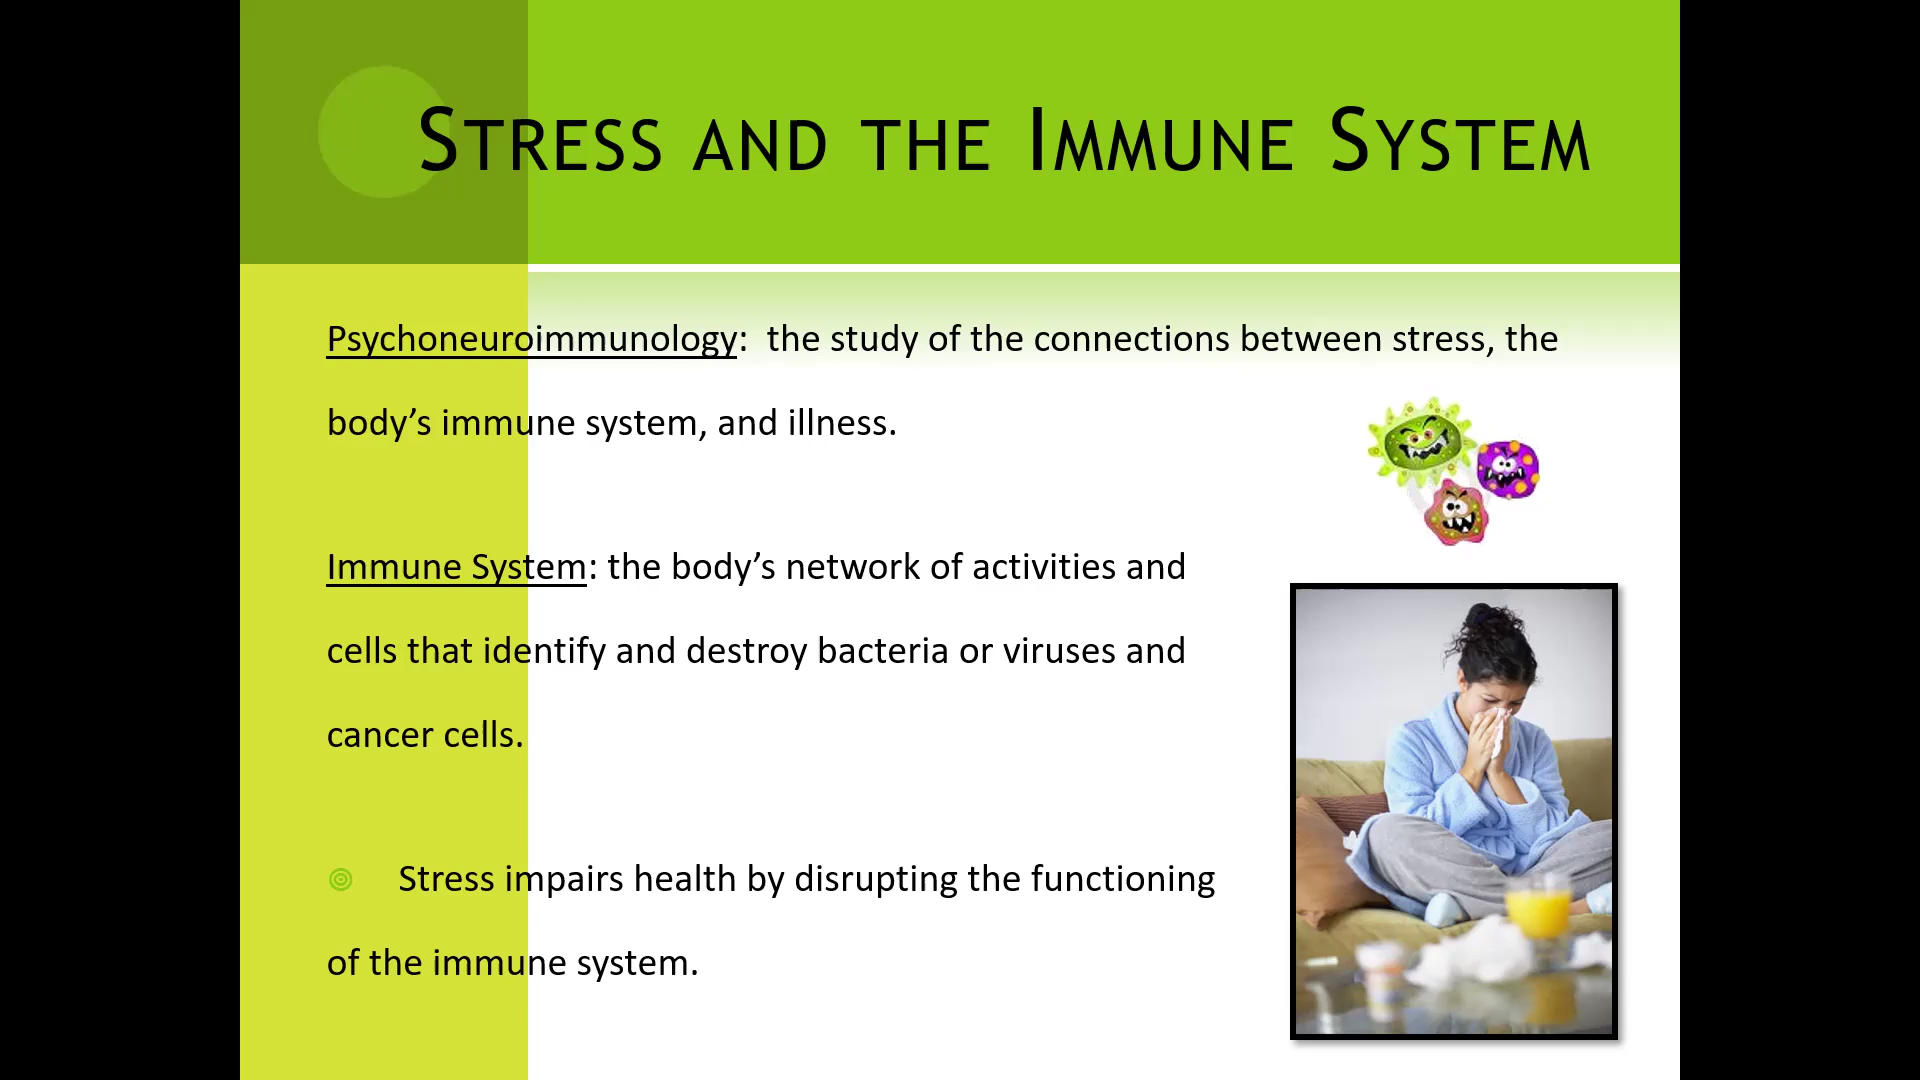 Stress and the Immune System
Psychoneuroimmunology:  the study of the connections between stress, the
body’s immune system, and illness.
Immune System: the body’s network of activities and
cells that identify and destroy bacteria or viruses and
cancer cells.
Stress impairs health by disrupting the functioning
of the immune system.